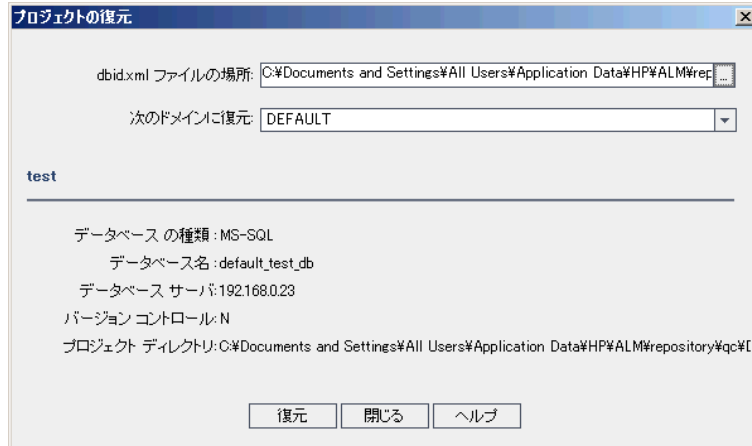 プロジェクトの復元
dbid.xml ファイルの場所: C:¥Documents and Settings¥All Users¥Application Data¥HP¥ALM¥rep ...
次のドメインに復元: DEFAULT
test
データベース の種類 : MS-SQL
データベース名 : default_test_db
データベース サーバ: 192.168.0.23
バージョン コントロール: N
プロジェクト ディレクトリ: C:¥Documents and Settings¥All Users¥Application Data¥HP¥ALM¥repository¥qc¥D
復元 閉じる ヘルプ